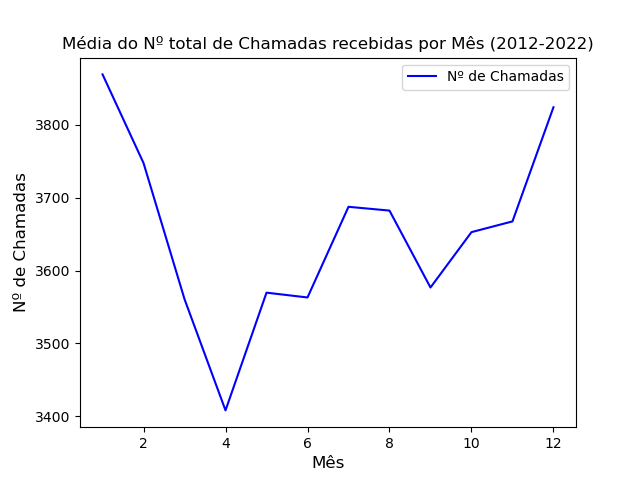 Média do Nº total de Chamadas recebidas por Mês (2012-2022)
Nº de Chamadas
3800
3700
3600
3500
3400
Nº de Chamadas
2 4 6 8 10 12
Mês